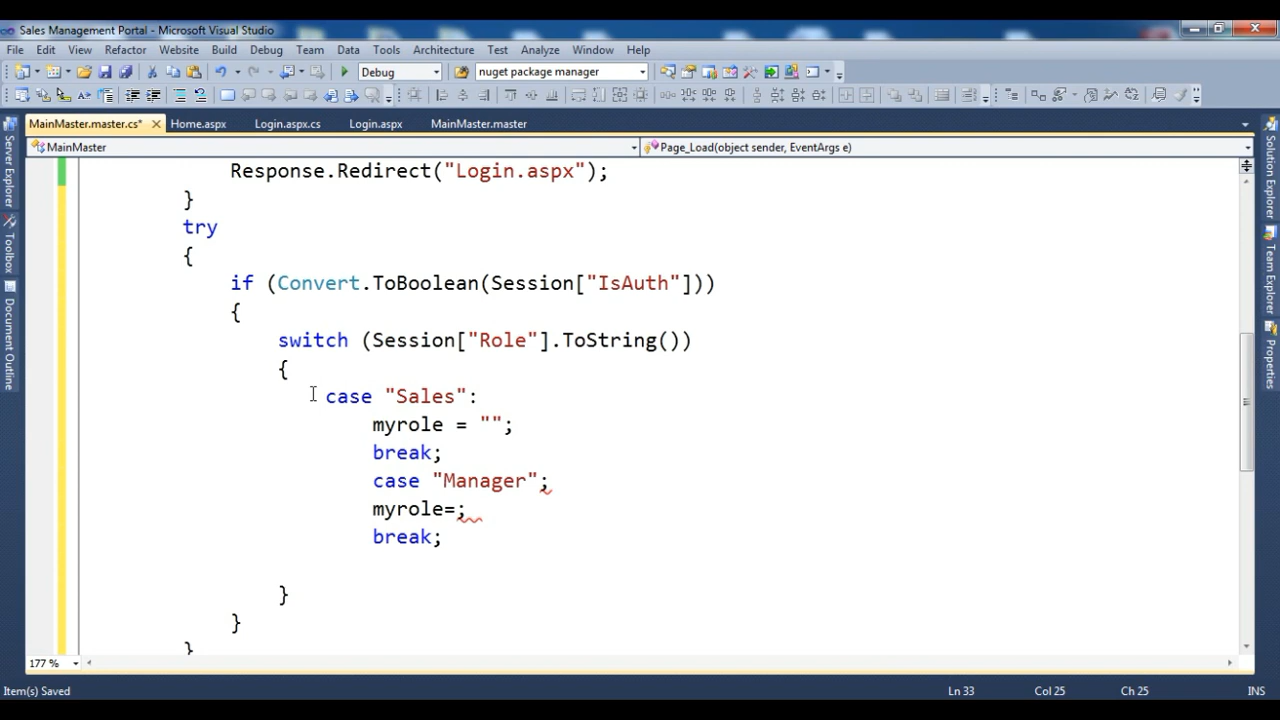 Sales Management Portal - Microsoft Visual Studio
File Edit View Refactor Website Build Debug Team Data Tools Architecture Test Analyze Window Help
Debug nuget package manager
MainMaster.master.cs* Home.aspx Login.aspx.cs Login.aspx MainMaster.master
MainMaster Page_Load(object sender, EventArgs e)
Server Explorer
Toolbox
Document Outline
Response.Redirect("Login.aspx");
}
try
{
if (Convert.ToBoolean(Session["IsAuth"]))
{
switch (Session["Role"].ToString())
{
case "Sales":
myrole = "";
break;
case "Manager";
myrole=;
break;
}
}
}
Solution Explorer
Team Explorer
Properties
177 %
Item(s) Saved Ln 33 Col 25 Ch 25 INS